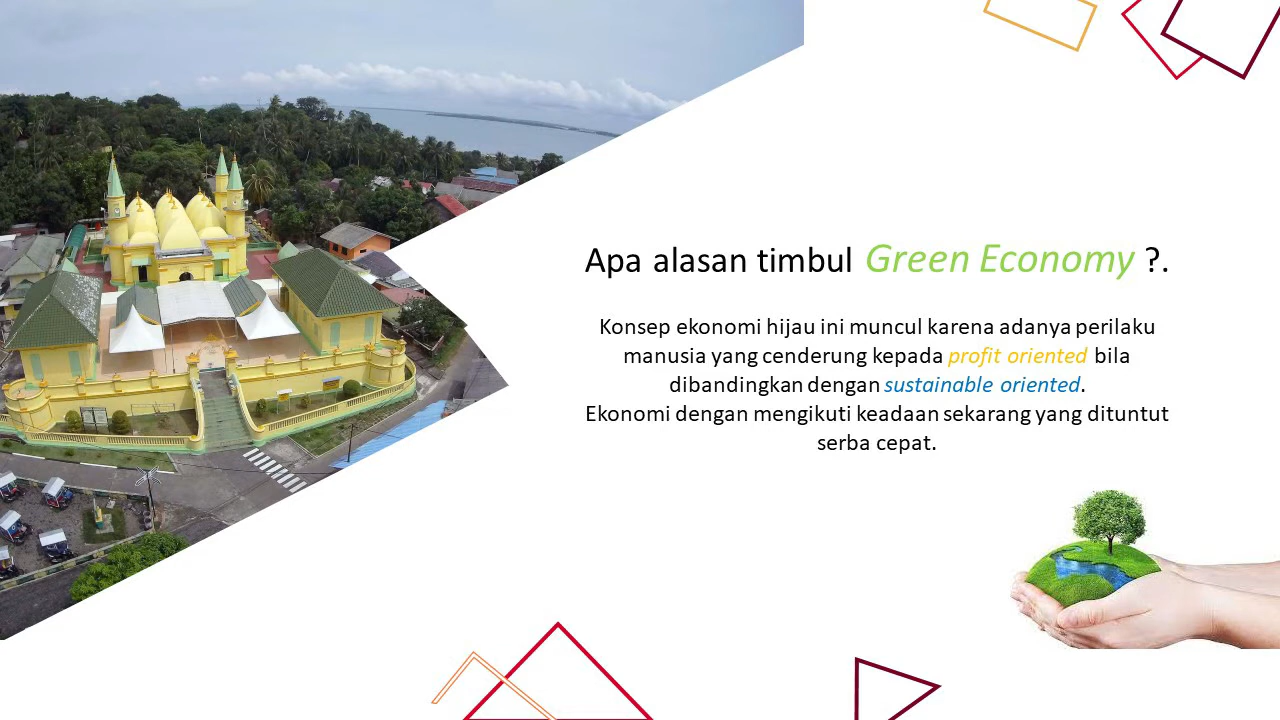 Apa alasan timbul Green Economy ?.
Konsep ekonomi hijau ini muncul karena adanya perilaku
manusia yang cenderung kepada profit oriented bila
dibandingkan dengan sustainable oriented.
Ekonomi dengan mengikuti keadaan sekarang yang dituntut
serba cepat.